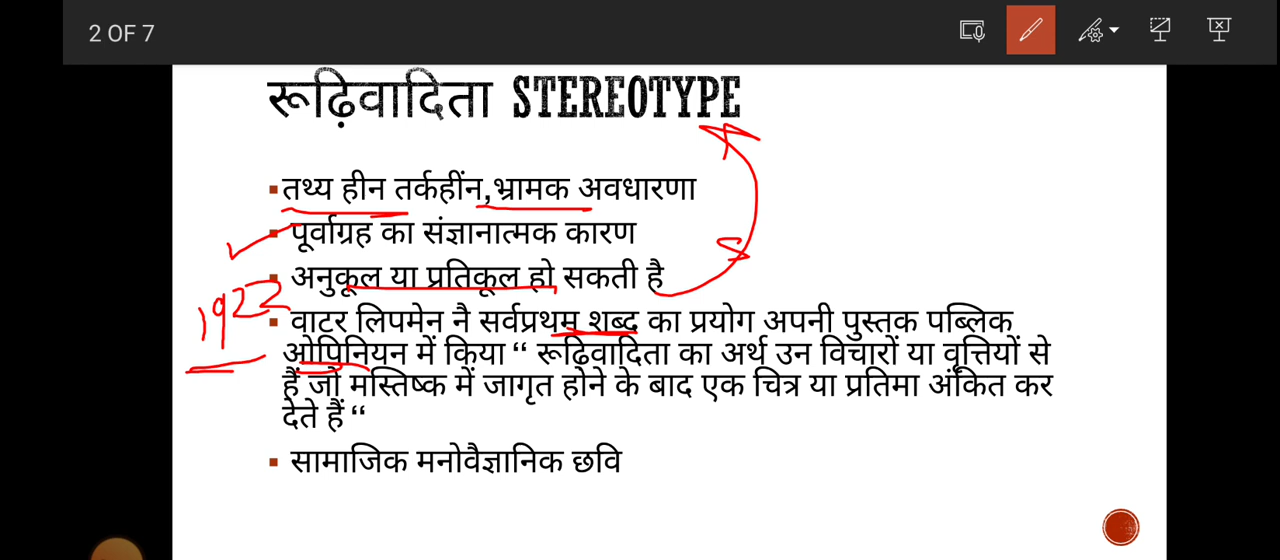 2 OF 7
रूढ़िवादिता STEREOTYPE
तथ्य हीन तर्कहींन,भ्रामक अवधारणा
पूर्वाग्रह का संज्ञानात्मक कारण
अनुकूल या प्रतिकूल हो सकती है
1922
वाटर लिपमेन नै सर्वप्रथम शब्द का प्रयोग अपनी पुस्तक पब्लिक
ओपिनियन में किया “ रूढ़िवादिता का अर्थ उन विचारों या वृत्तियों से
हैं जो मस्तिष्क में जागृत होने के बाद एक चित्र या प्रतिमा अंकित कर
देते हैं “
सामाजिक मनोवैज्ञानिक छवि